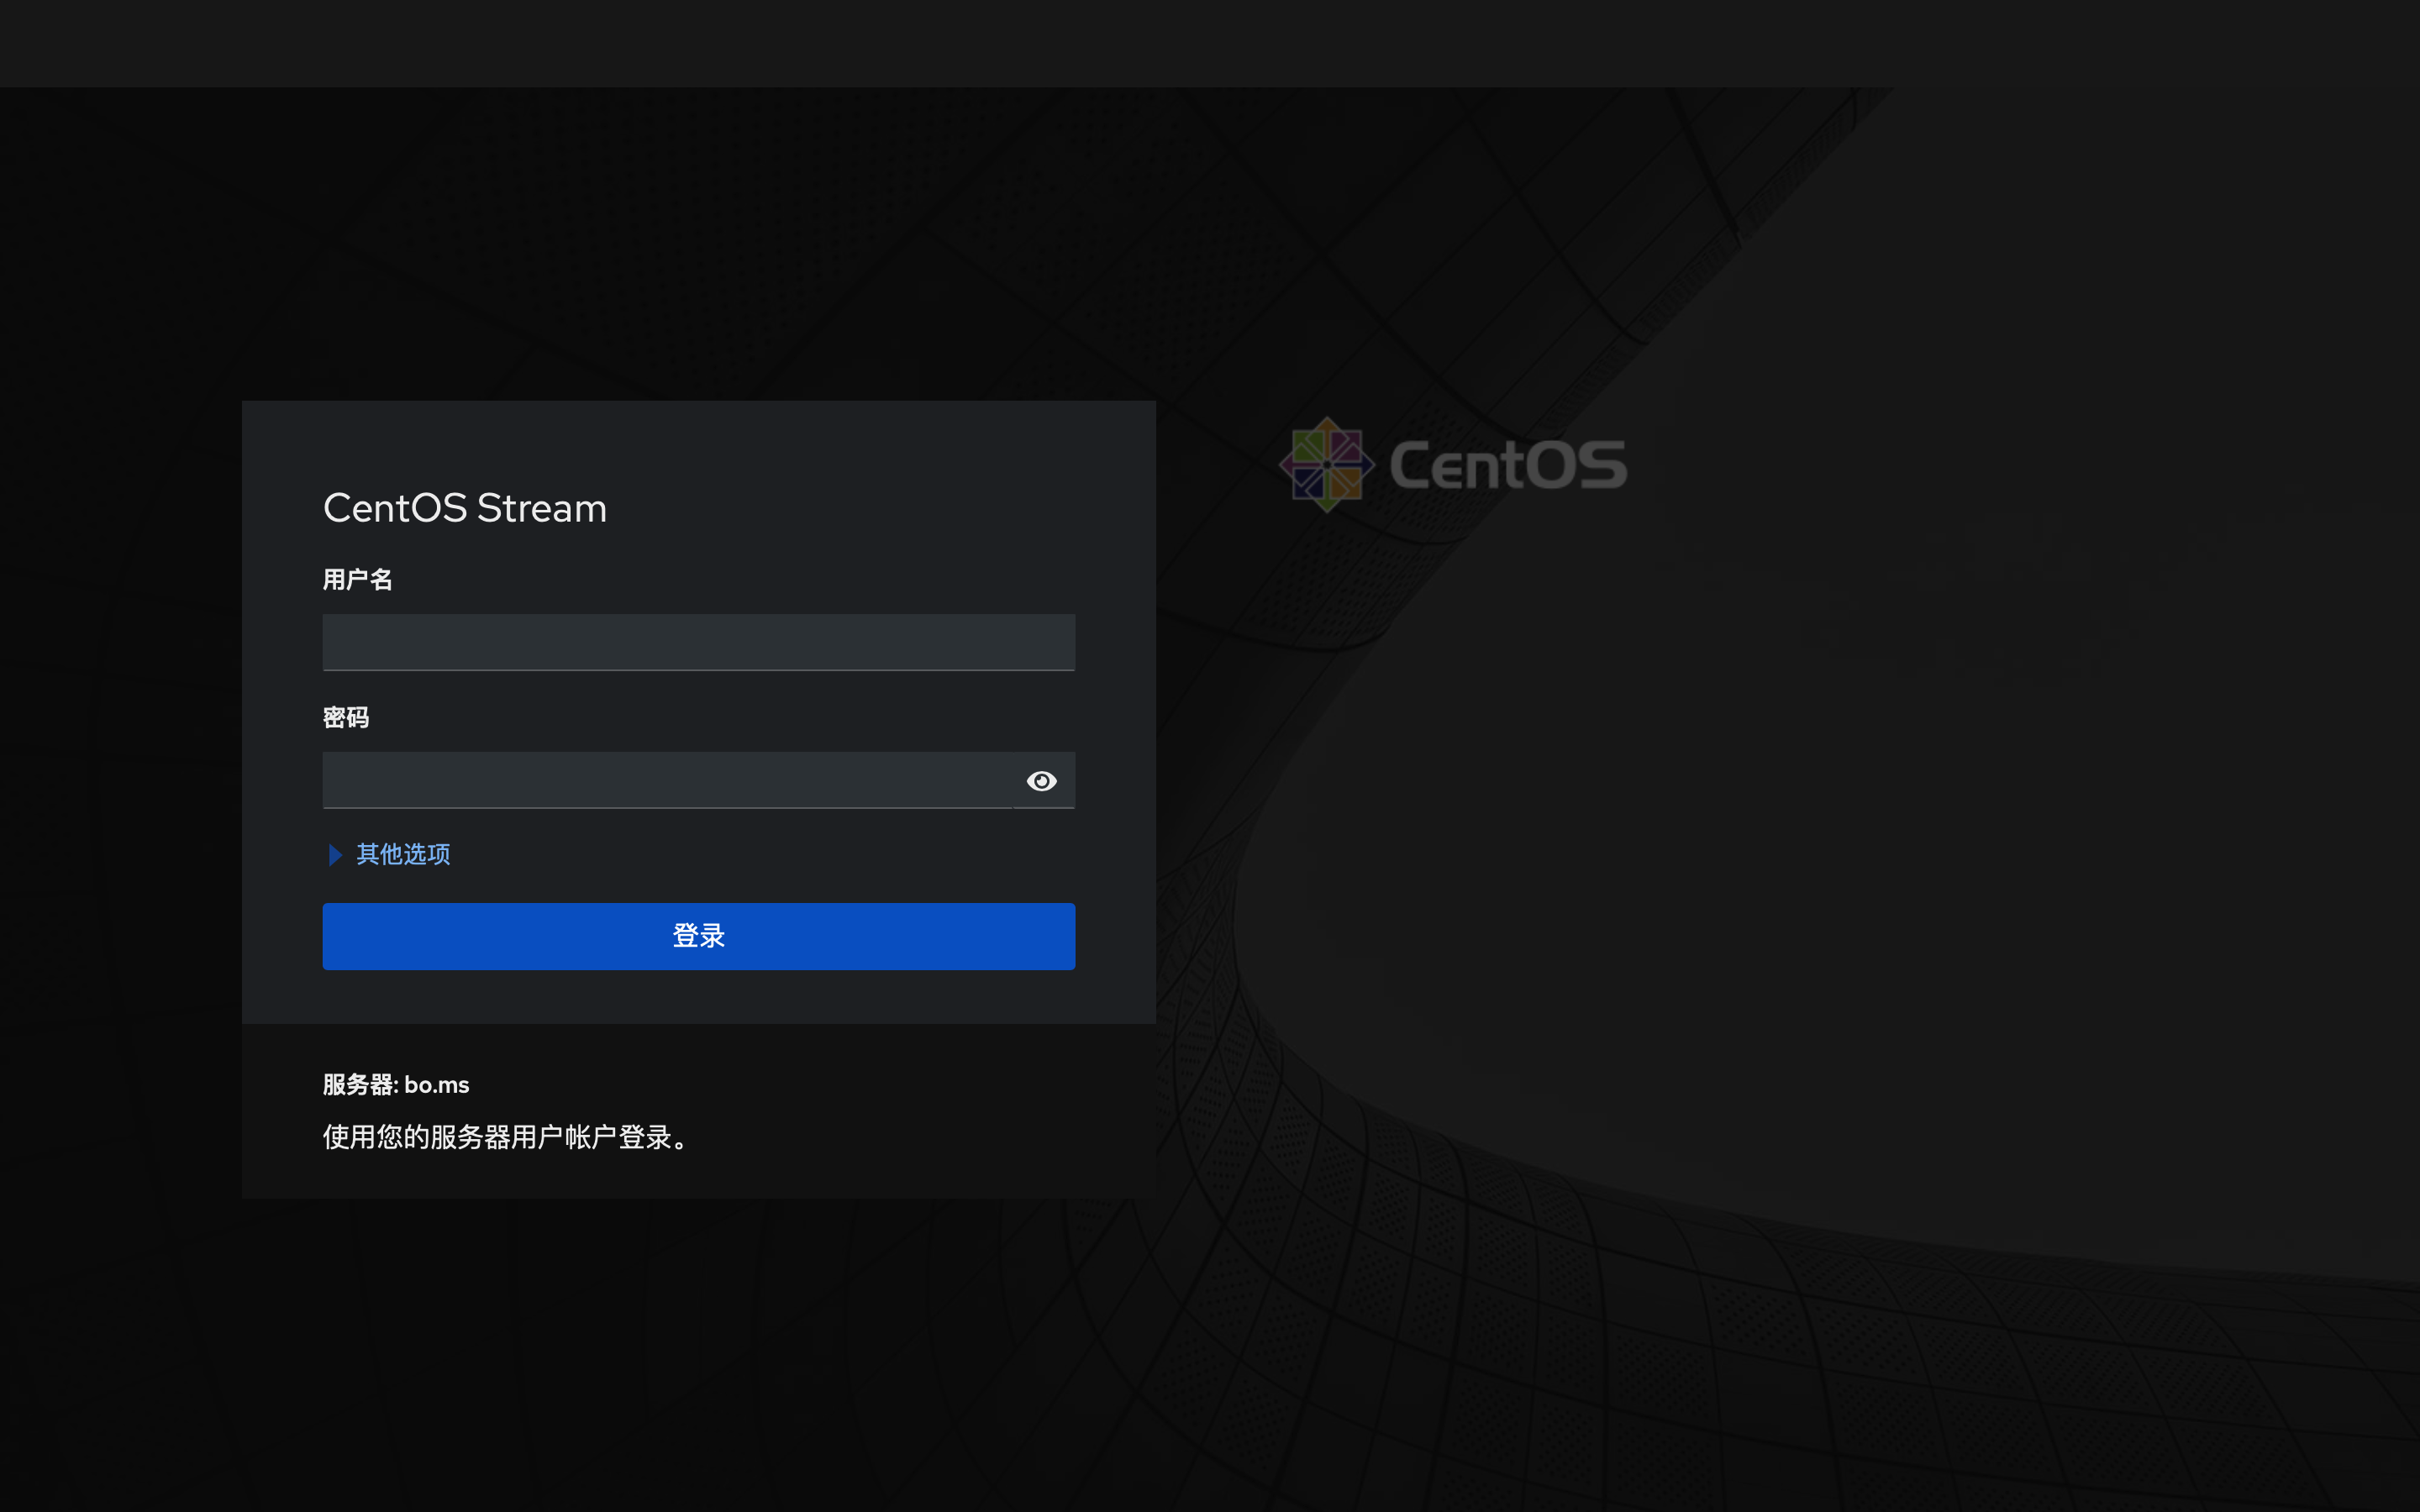 CentOS Stream
用户名
密码
其他选项
登录
服务器: bo.ms
使用您的服务器用户帐户登录。
CentOS